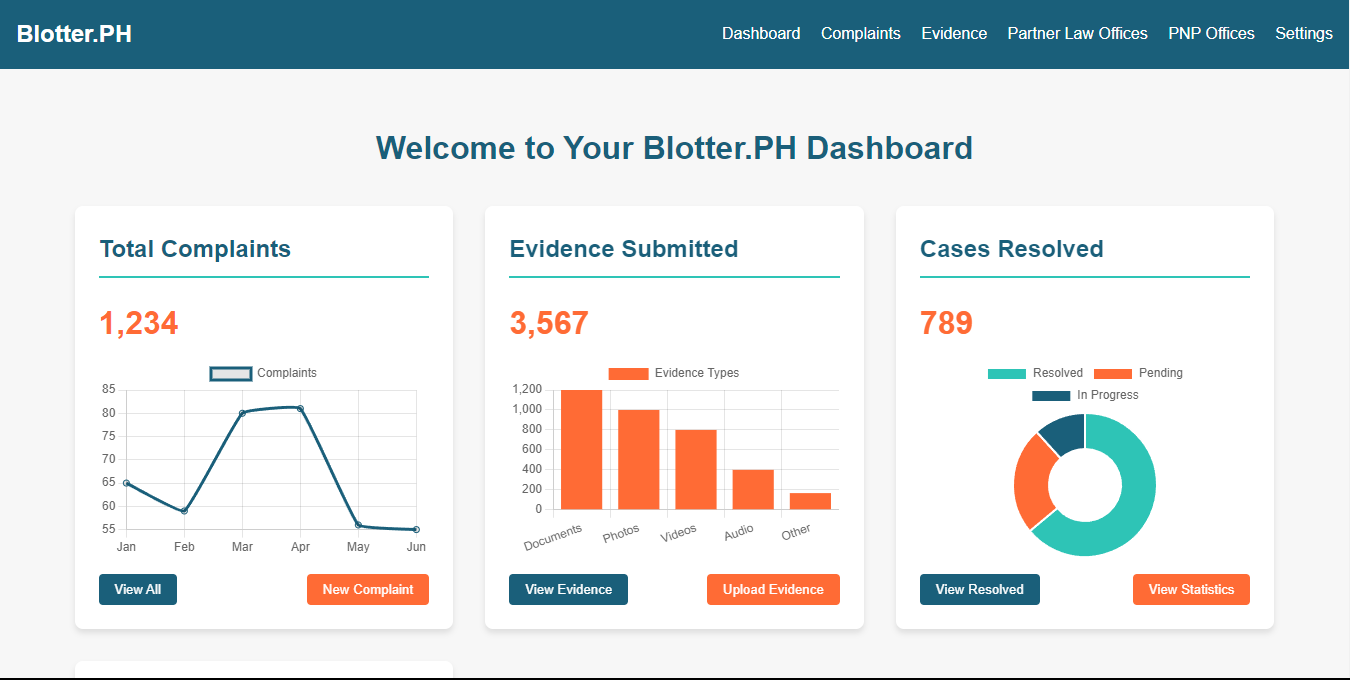 Blotter.PH
Dashboard Complaints Evidence Partner Law Offices PNP Offices Settings
Welcome to Your Blotter.PH Dashboard
Total Complaints
1,234
Complaints
85
80
75
70
65
60
55
Jan Feb Mar Apr May Jun
View All New Complaint
Evidence Submitted
3,567
Evidence Types
1,200
1,000
800
600
400
200
0
Documents Photos Videos Audio Other
View Evidence Upload Evidence
Cases Resolved
789
Resolved Pending
In Progress
View Resolved View Statistics